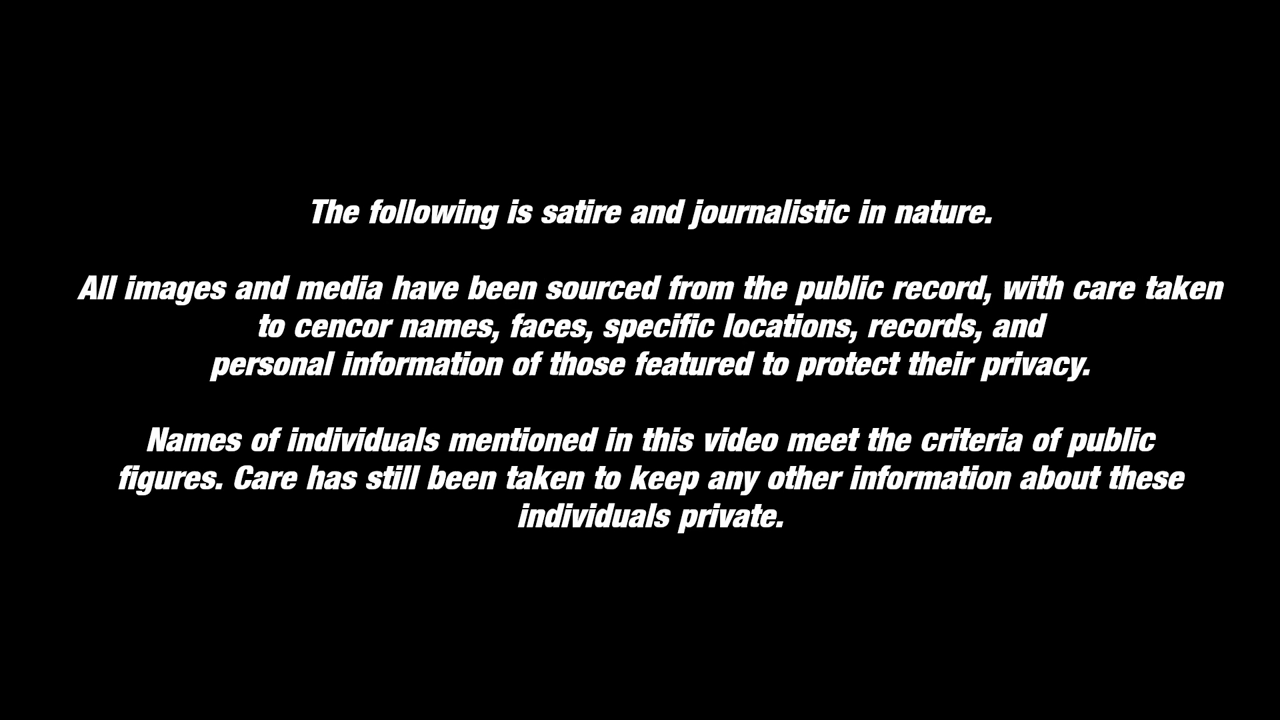 The following is satire and journalistic in nature.
All images and media have been sourced from the public record, with care taken
to cencor names, faces, specific locations, records, and
personal information of those featured to protect their privacy.
Names of individuals mentioned in this video meet the criteria of public
figures. Care has still been taken to keep any other information about these
individuals private.